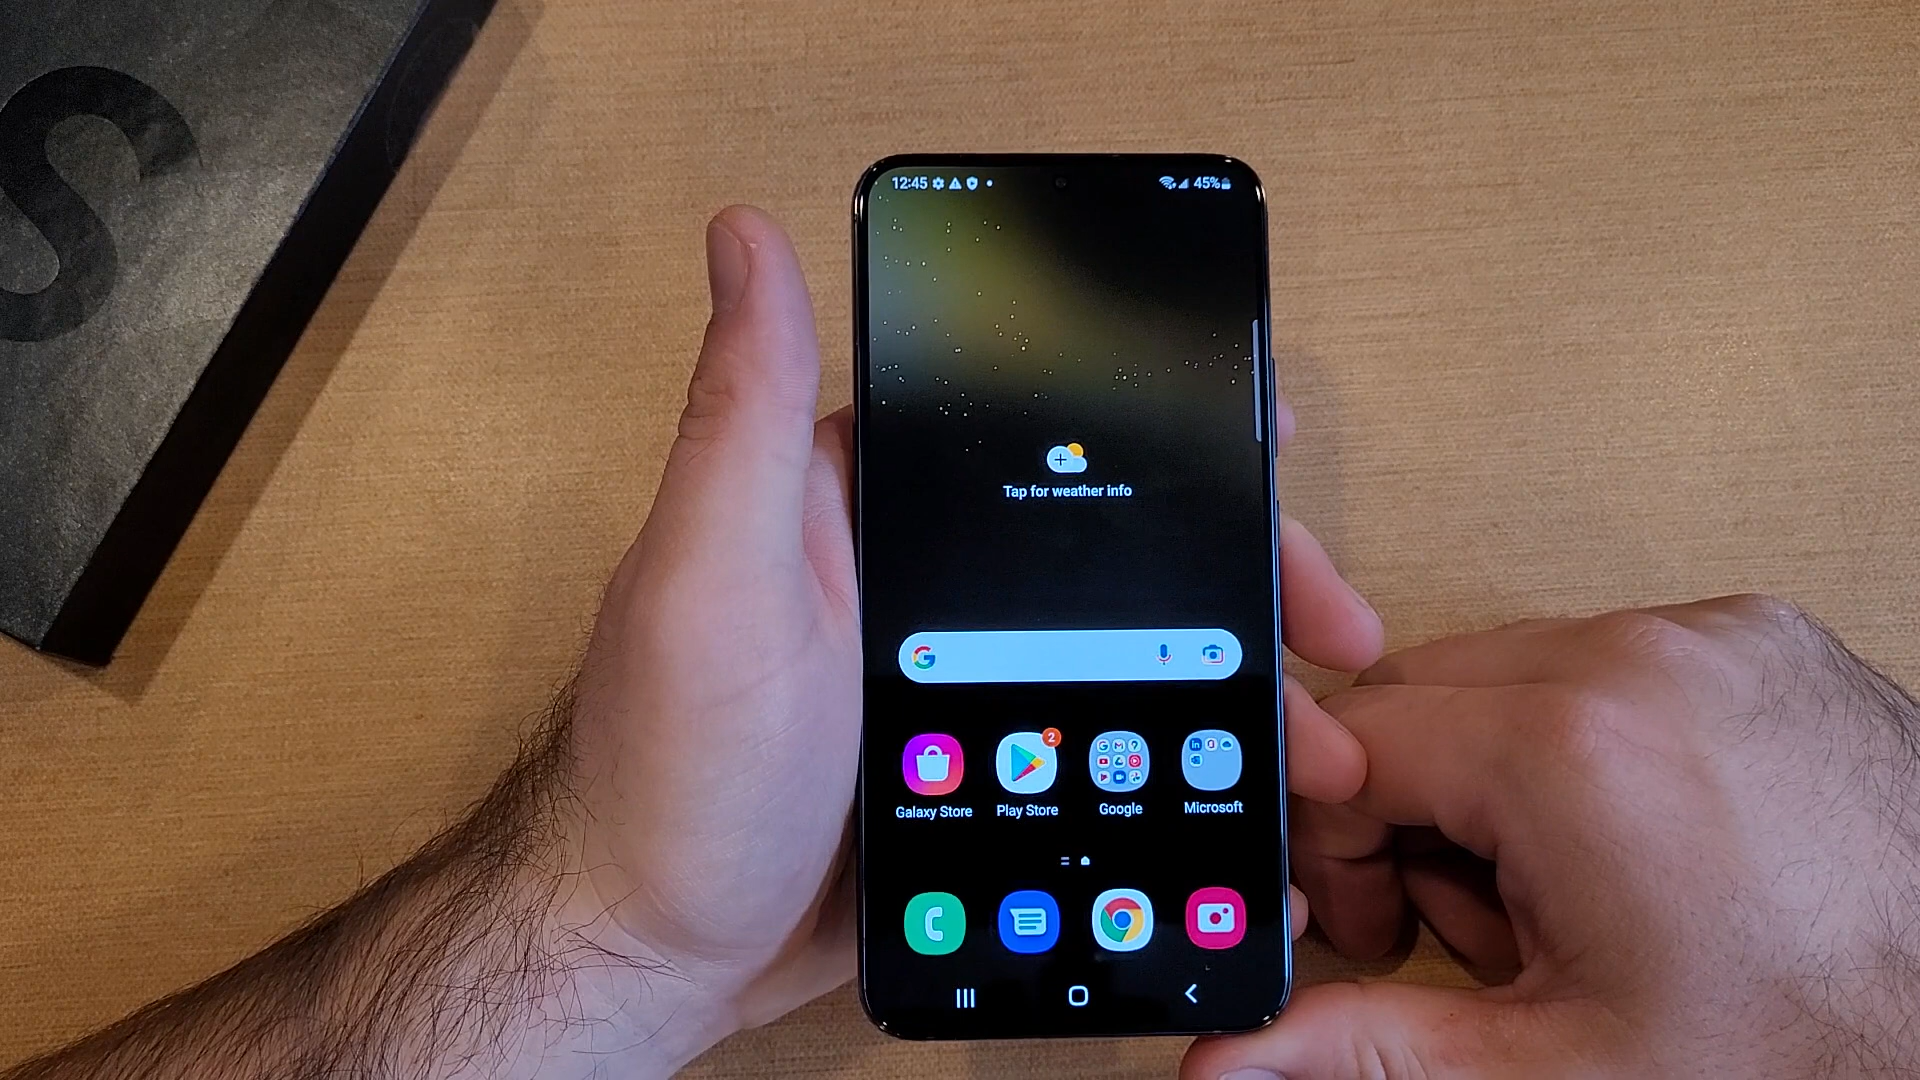 S
12:45
45%
Tap for weather info
2
Galaxy Store
Play Store
Google
Microsoft